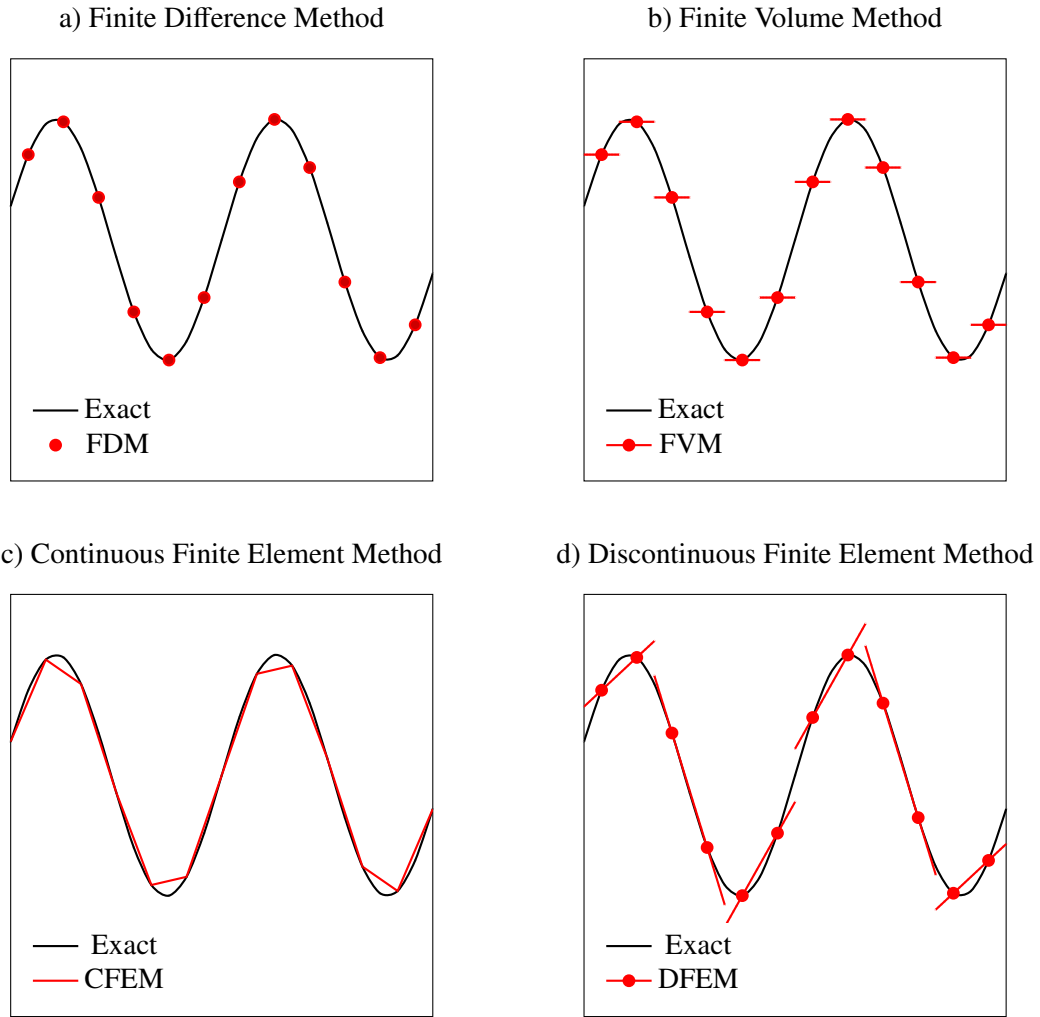 a) Finite Difference Method
b) Finite Volume Method
Exact
FDM
Exact
FVM
c) Continuous Finite Element Method
d) Discontinuous Finite Element Method
Exact
CFEM
Exact
DFEM